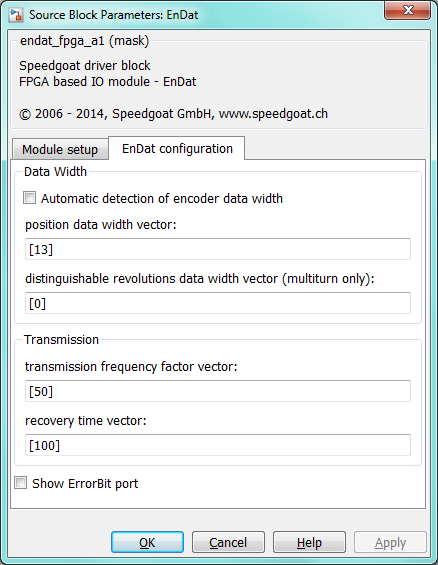 Source Block Parameters: EnDat
endat_fpga_a1 (mask)
Speedgoat driver block
FPGA based IO module - EnDat
© 2006 - 2014, Speedgoat GmbH, www.speedgoat.ch
Module setup
EnDat configuration
Data Width
Automatic detection of encoder data width
position data width vector:
[13]
distinguishable revolutions data width vector (multiturn only):
[0]
Transmission
transmission frequency factor vector:
[50]
recovery time vector:
[100]
Show ErrorBit port
OK
Cancel
Help
Apply